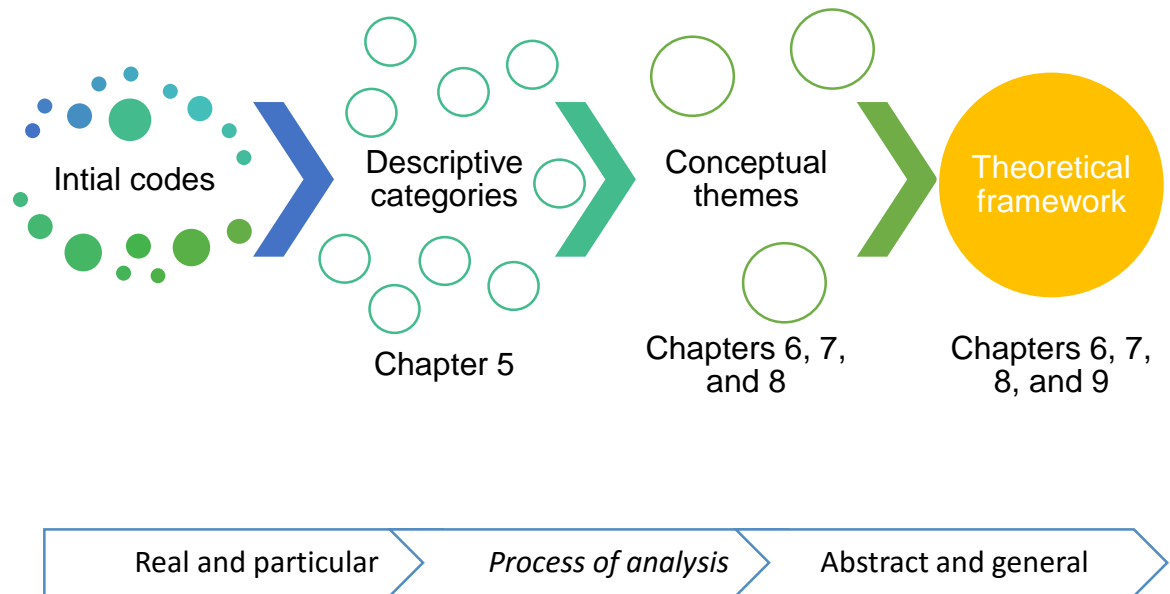 Intial codes
Descriptive
categories
Conceptual
themes
Theoretical
framework
Chapter 5
Chapters 6, 7,
and 8
Chapters 6, 7,
8, and 9
Real and particular
Process of analysis
Abstract and general